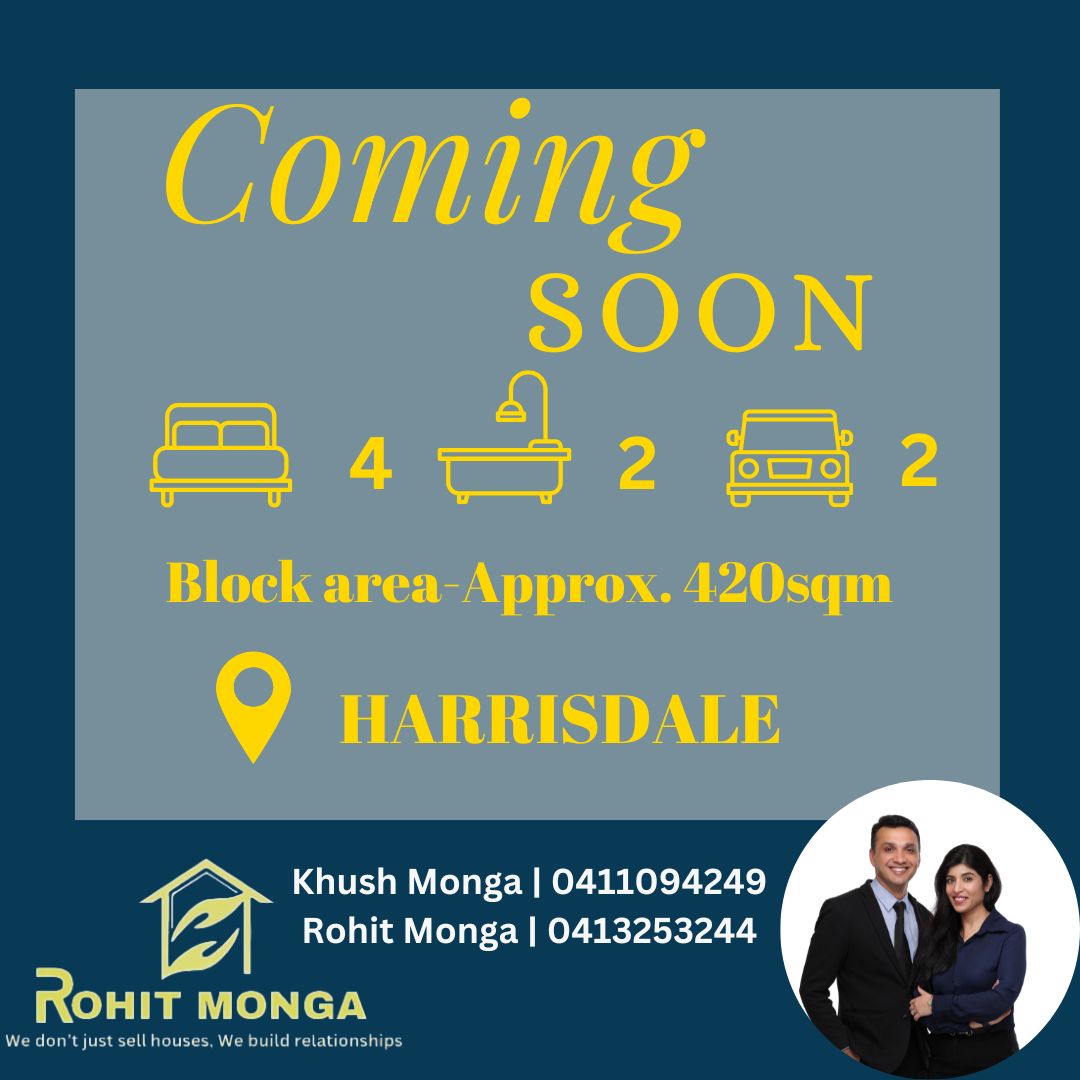 Coming
SOON
4 2 2
Block area-Approx. 420sqm
HARRISDALE
Khush Monga | 0411094249
Rohit Monga | 0413253244
ROHIT MONGA
We don't just sell houses, We build relationships